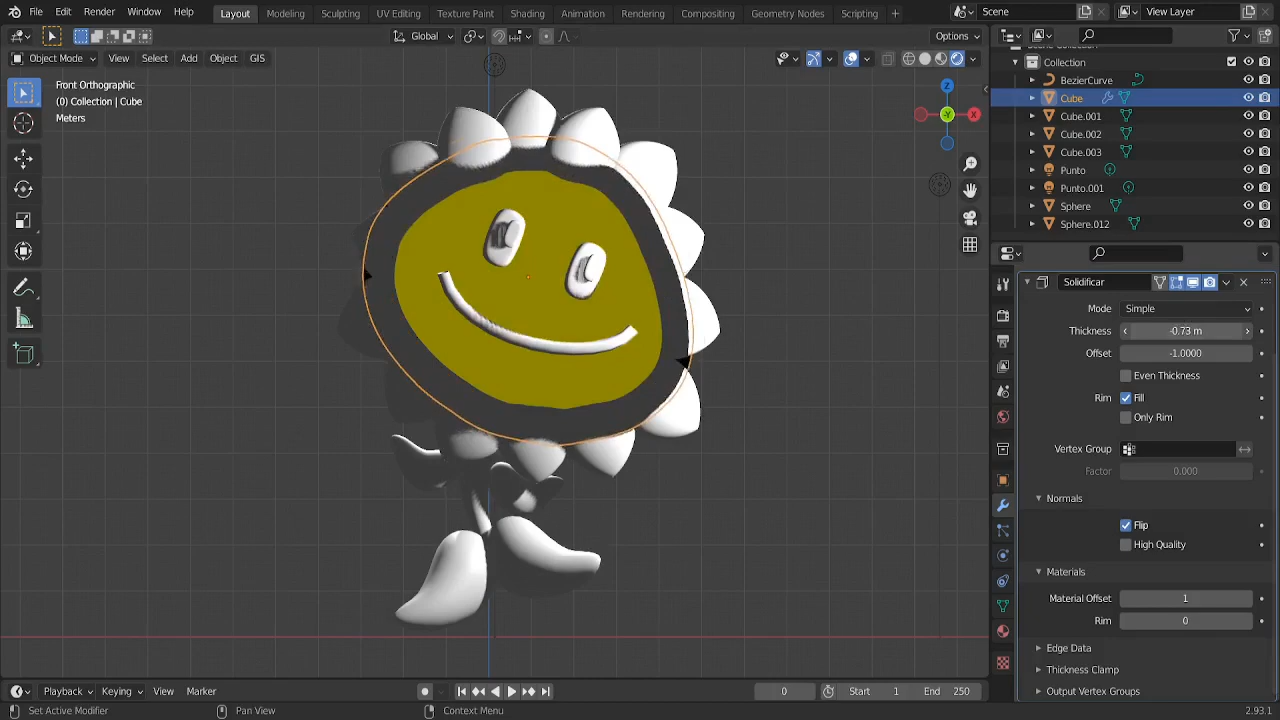 File Edit Render Window Help Layout Modeling Sculpting UV Editing Texture Paint Shading Animation Rendering Compositing Geometry Nodes Scripting + Scene View Layer
Global Options
Object Mode View Select Add Object GIS
Front Orthographic
(0) Collection | Cube
Meters
Z
X
-Y
Collection
BezierCurve
Cube
Cube.001
Cube.002
Cube.003
Punto
Punto.001
Sphere
Sphere.012
Solidificar
Mode Simple
Thickness -0.73 m
Offset -1.0000
Even Thickness
Rim Fill
Only Rim
Vertex Group
Factor 0.000
Normals
Flip
High Quality
Materials
Material Offset 1
Rim 0
Edge Data
Thickness Clamp
Output Vertex Groups
Playback Keying View Marker 0 Start 1 End 250
Set Active Modifier Pan View Context Menu 2.93.1